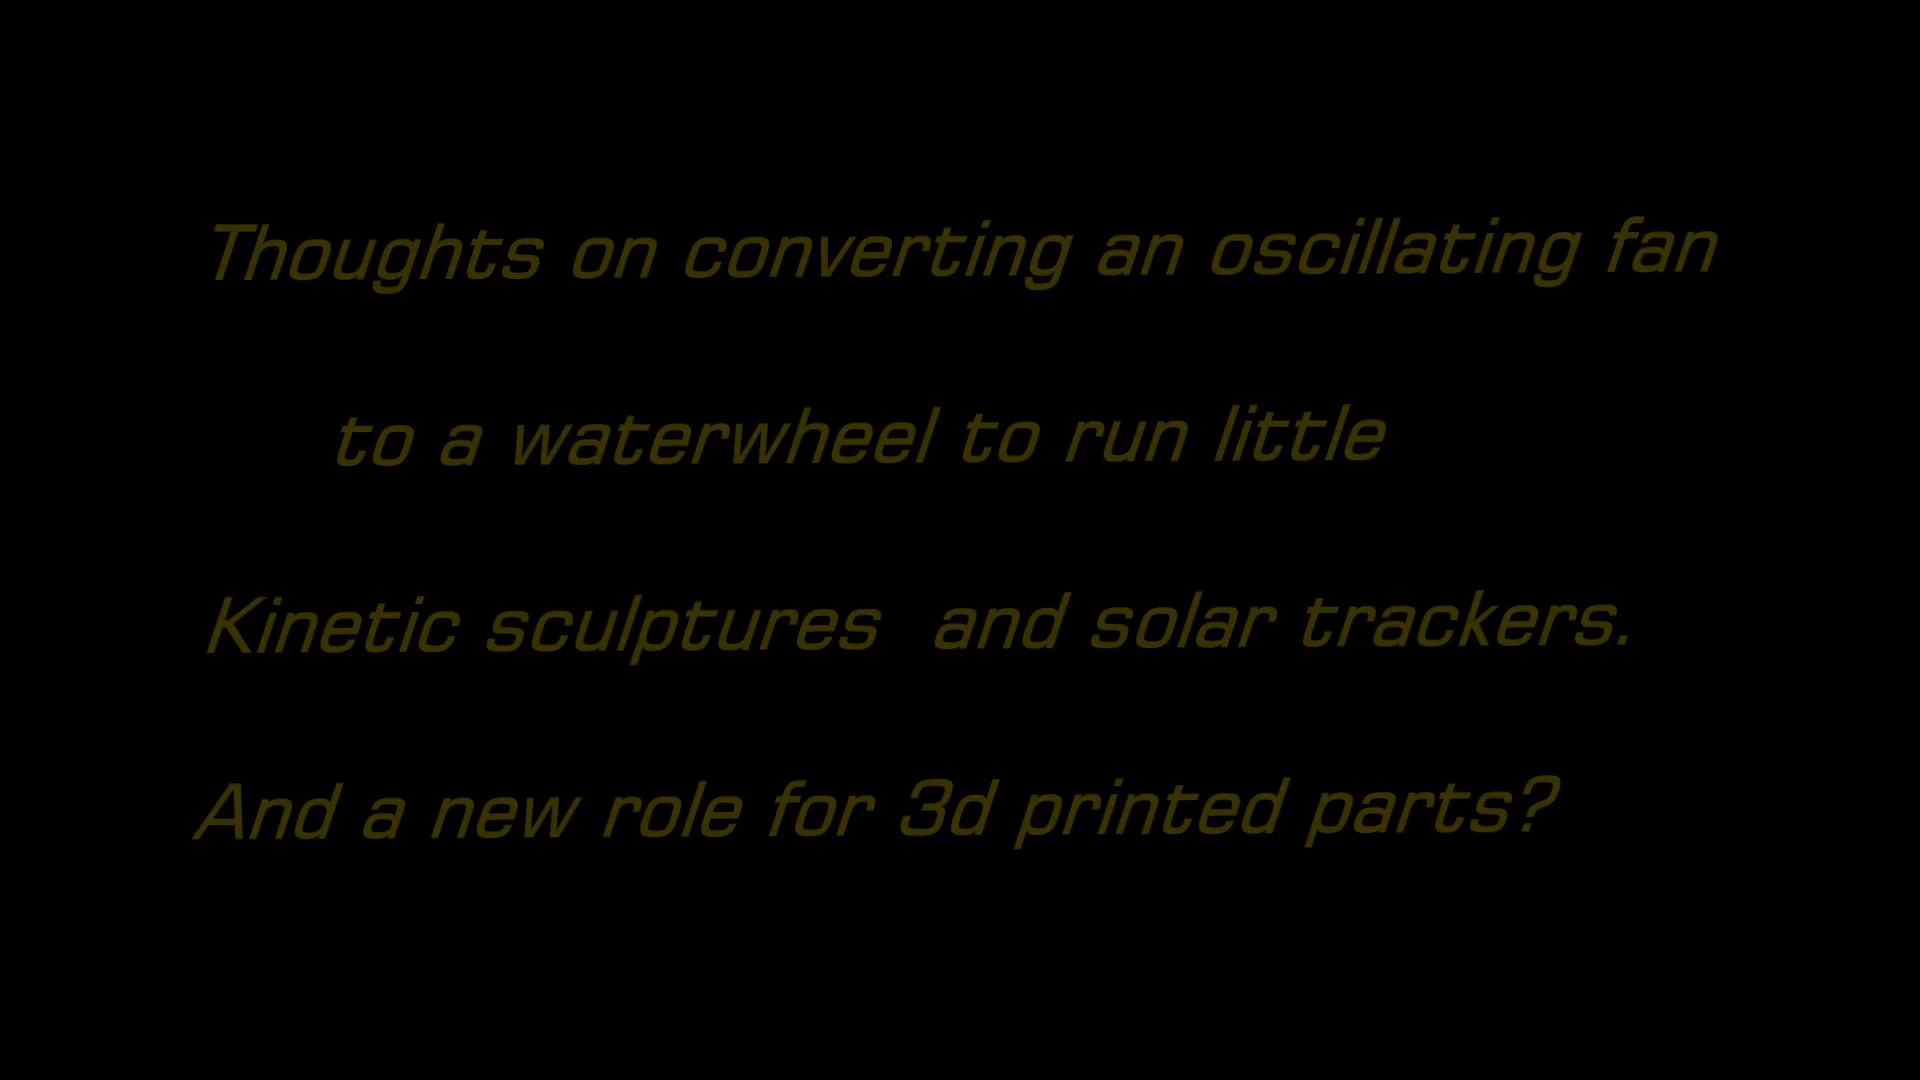 Thoughts on converting an oscillating fan
to a waterwheel to run little
Kinetic sculptures  and solar trackers.
And a new role for 3d printed parts?